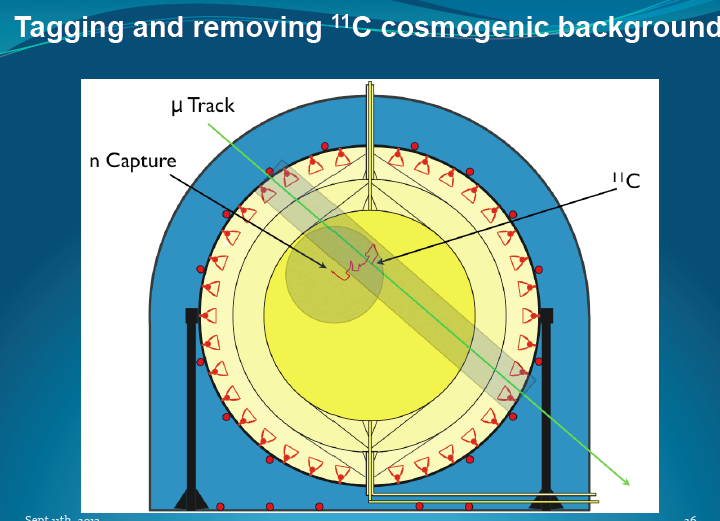 Tagging and removing ¹¹C cosmogenic background
μ Track
n Capture
¹¹C